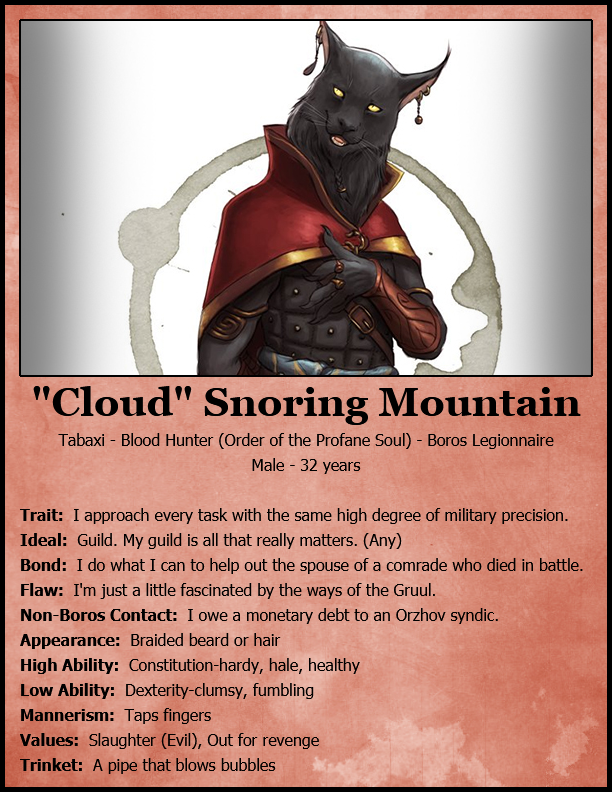 "Cloud" Snoring Mountain
Tabaxi - Blood Hunter (Order of the Profane Soul) - Boros Legionnaire
Male - 32 years
Trait: I approach every task with the same high degree of military precision.
Ideal: Guild. My guild is all that really matters. (Any)
Bond: I do what I can to help out the spouse of a comrade who died in battle.
Flaw: I'm just a little fascinated by the ways of the Gruul.
Non-Boros Contact: I owe a monetary debt to an Orzhov syndic.
Appearance: Braided beard or hair
High Ability: Constitution-hardy, hale, healthy
Low Ability: Dexterity-clumsy, fumbling
Mannerism: Taps fingers
Values: Slaughter (Evil), Out for revenge
Trinket: A pipe that blows bubbles